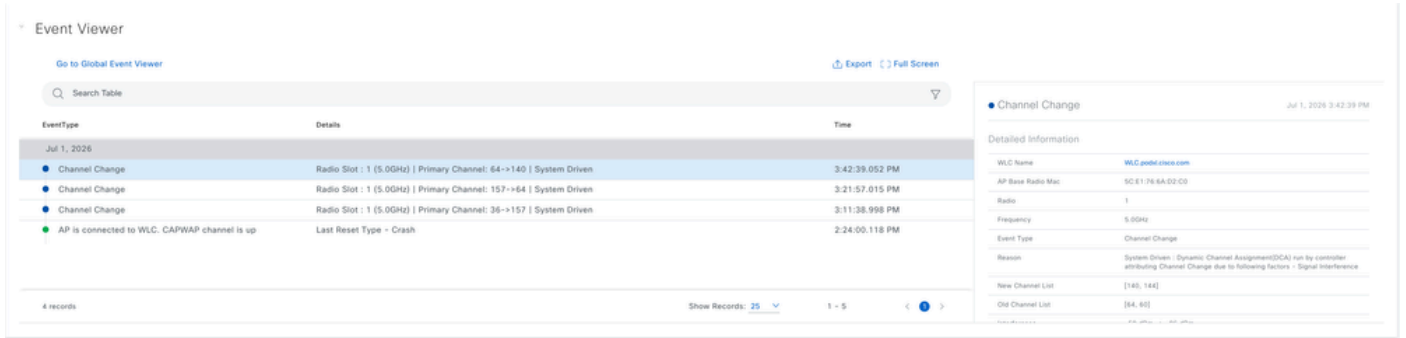 Event Viewer
Go to Global Event Viewer
Export Full Screen
Search Table
EventType Details Time
Jul 1, 2026
Channel Change Radio Slot : 1 (5.0GHz) | Primary Channel: 64->140 | System Driven 3:42:39.052 PM
Channel Change Radio Slot : 1 (5.0GHz) | Primary Channel: 157->64 | System Driven 3:21:57.015 PM
Channel Change Radio Slot : 1 (5.0GHz) | Primary Channel: 36->157 | System Driven 3:11:38.998 PM
AP is connected to WLC. CAPWAP channel is up Last Reset Type - Crash 2:24:00.118 PM
4 records Show Records: 25 1 - 5 1
Channel Change Jul 1, 2026 3:42:39 PM
Detailed Information
WLC Name WLC.podxl.cisco.com
AP Base Radio Mac 5C:E1:76:6A:D2:C0
Radio 1
Frequency 5.0GHz
Event Type Channel Change
Reason System Driven : Dynamic Channel Assignment(DCA) run by controller
attributing Channel Change due to following factors - Signal Interference
New Channel List [140, 144]
Old Channel List [64, 60]